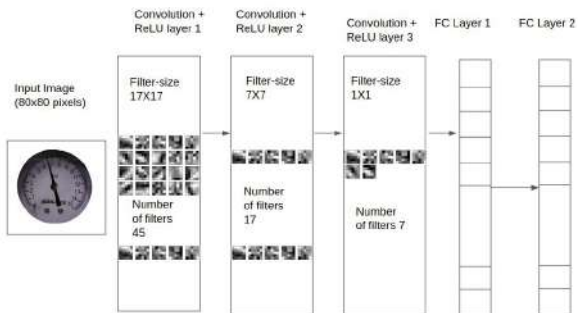 Convolution +
ReLU layer 1
Convolution +
ReLU layer 2
Convolution +
ReLU layer 3
FC Layer 1
FC Layer 2
Input Image
(80x80 pixels)
Filter-size
17X17
Number
of filters
45
Filter-size
7X7
Number
of filters
17
Filter-size
1X1
Number
of filters 7